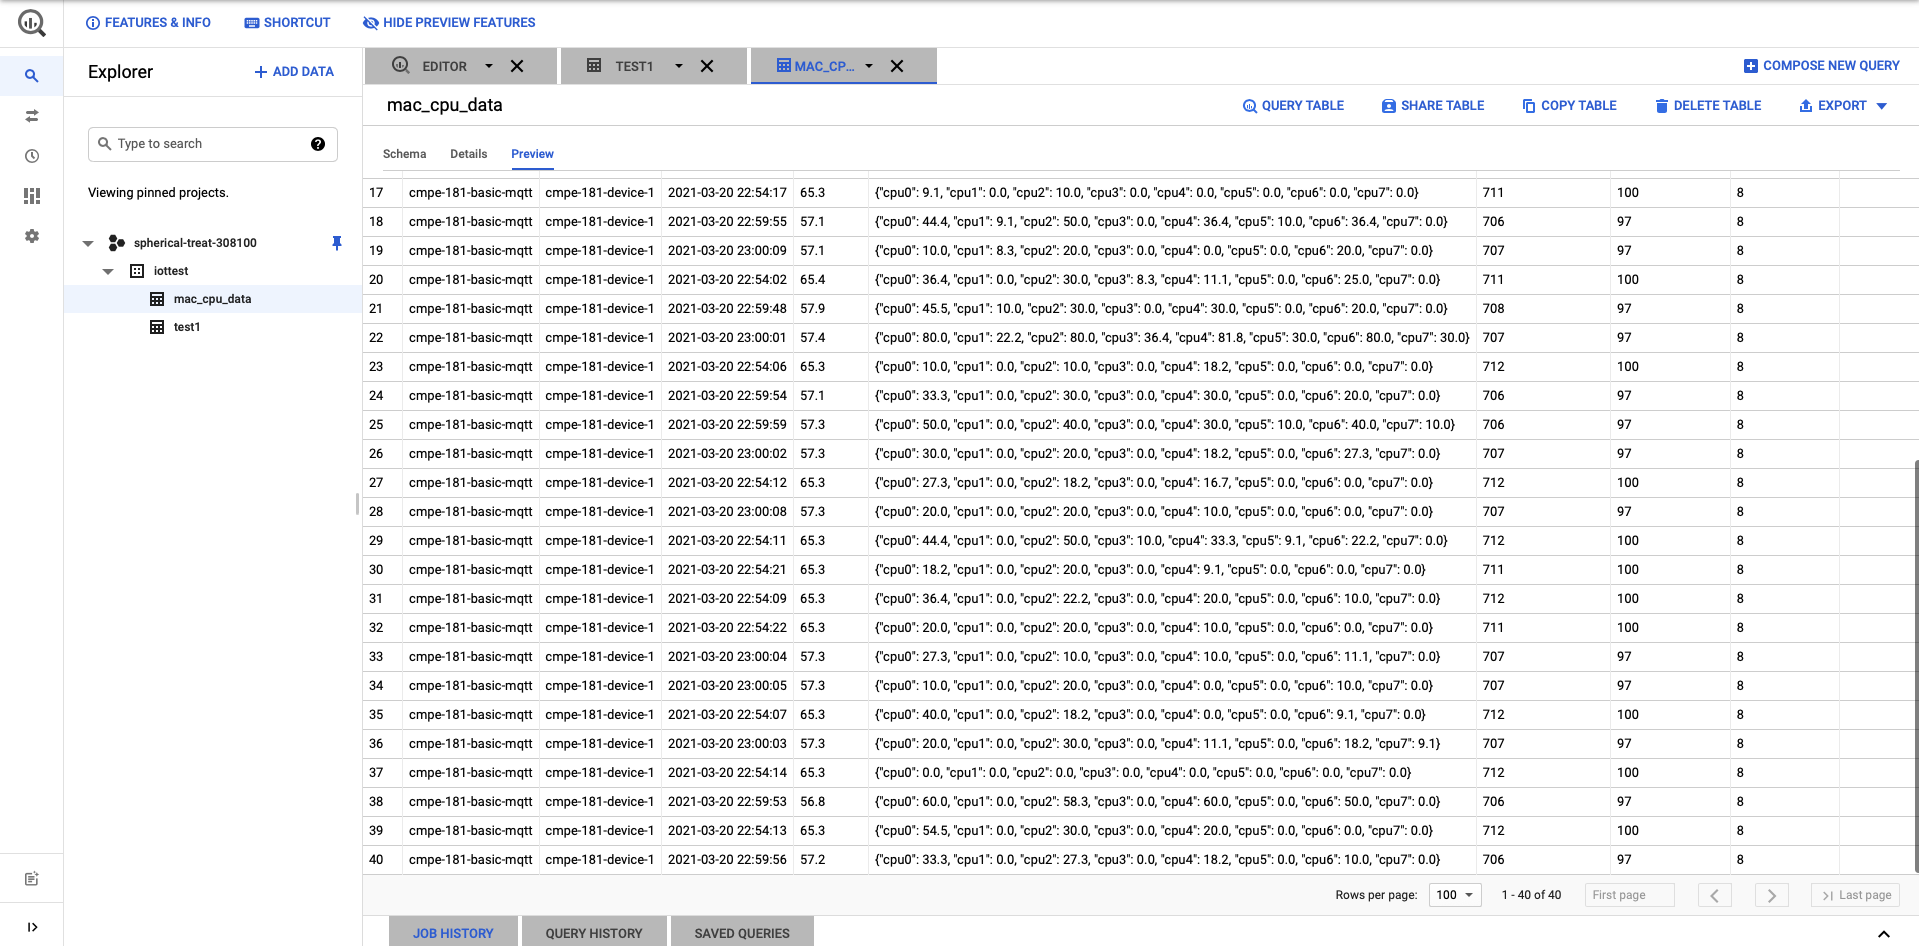 FEATURES & INFO SHORTCUT HIDE PREVIEW FEATURES
Explorer ADD DATA
Type to search
Viewing pinned projects.
spherical-treat-308100
iottest
mac_cpu_data
test1
EDITOR TEST1 MAC_CP... COMPOSE NEW QUERY
mac_cpu_data QUERY TABLE SHARE TABLE COPY TABLE DELETE TABLE EXPORT
Schema Details Preview
17 cmpe-181-basic-mqtt cmpe-181-device-1 2021-03-20 22:54:17 65.3 {"cpu0": 9.1, "cpu1": 0.0, "cpu2": 10.0, "cpu3": 0.0, "cpu4": 0.0, "cpu5": 0.0, "cpu6": 0.0, "cpu7": 0.0} 711 100 8
18 cmpe-181-basic-mqtt cmpe-181-device-1 2021-03-20 22:59:55 57.1 {"cpu0": 44.4, "cpu1": 9.1, "cpu2": 50.0, "cpu3": 0.0, "cpu4": 36.4, "cpu5": 10.0, "cpu6": 36.4, "cpu7": 0.0} 706 97 8
19 cmpe-181-basic-mqtt cmpe-181-device-1 2021-03-20 23:00:09 57.1 {"cpu0": 10.0, "cpu1": 8.3, "cpu2": 20.0, "cpu3": 0.0, "cpu4": 0.0, "cpu5": 0.0, "cpu6": 20.0, "cpu7": 0.0} 707 97 8
20 cmpe-181-basic-mqtt cmpe-181-device-1 2021-03-20 22:54:02 65.4 {"cpu0": 36.4, "cpu1": 0.0, "cpu2": 30.0, "cpu3": 8.3, "cpu4": 11.1, "cpu5": 0.0, "cpu6": 25.0, "cpu7": 0.0} 711 100 8
21 cmpe-181-basic-mqtt cmpe-181-device-1 2021-03-20 22:59:48 57.9 {"cpu0": 45.5, "cpu1": 10.0, "cpu2": 30.0, "cpu3": 0.0, "cpu4": 30.0, "cpu5": 0.0, "cpu6": 20.0, "cpu7": 0.0} 708 97 8
22 cmpe-181-basic-mqtt cmpe-181-device-1 2021-03-20 23:00:01 57.4 {"cpu0": 80.0, "cpu1": 22.2, "cpu2": 80.0, "cpu3": 36.4, "cpu4": 81.8, "cpu5": 30.0, "cpu6": 80.0, "cpu7": 30.0} 707 97 8
23 cmpe-181-basic-mqtt cmpe-181-device-1 2021-03-20 22:54:06 65.3 {"cpu0": 10.0, "cpu1": 0.0, "cpu2": 10.0, "cpu3": 0.0, "cpu4": 18.2, "cpu5": 0.0, "cpu6": 0.0, "cpu7": 0.0} 712 100 8
24 cmpe-181-basic-mqtt cmpe-181-device-1 2021-03-20 22:59:54 57.1 {"cpu0": 33.3, "cpu1": 0.0, "cpu2": 30.0, "cpu3": 0.0, "cpu4": 30.0, "cpu5": 0.0, "cpu6": 20.0, "cpu7": 0.0} 706 97 8
25 cmpe-181-basic-mqtt cmpe-181-device-1 2021-03-20 22:59:59 57.3 {"cpu0": 50.0, "cpu1": 0.0, "cpu2": 40.0, "cpu3": 0.0, "cpu4": 30.0, "cpu5": 10.0, "cpu6": 40.0, "cpu7": 10.0} 706 97 8
26 cmpe-181-basic-mqtt cmpe-181-device-1 2021-03-20 23:00:02 57.3 {"cpu0": 30.0, "cpu1": 0.0, "cpu2": 20.0, "cpu3": 0.0, "cpu4": 18.2, "cpu5": 0.0, "cpu6": 27.3, "cpu7": 0.0} 707 97 8
27 cmpe-181-basic-mqtt cmpe-181-device-1 2021-03-20 22:54:12 65.3 {"cpu0": 27.3, "cpu1": 0.0, "cpu2": 18.2, "cpu3": 0.0, "cpu4": 16.7, "cpu5": 0.0, "cpu6": 0.0, "cpu7": 0.0} 712 100 8
28 cmpe-181-basic-mqtt cmpe-181-device-1 2021-03-20 23:00:08 57.3 {"cpu0": 20.0, "cpu1": 0.0, "cpu2": 20.0, "cpu3": 0.0, "cpu4": 10.0, "cpu5": 0.0, "cpu6": 0.0, "cpu7": 0.0} 707 97 8
29 cmpe-181-basic-mqtt cmpe-181-device-1 2021-03-20 22:54:11 65.3 {"cpu0": 44.4, "cpu1": 0.0, "cpu2": 50.0, "cpu3": 10.0, "cpu4": 33.3, "cpu5": 9.1, "cpu6": 22.2, "cpu7": 0.0} 712 100 8
30 cmpe-181-basic-mqtt cmpe-181-device-1 2021-03-20 22:54:21 65.3 {"cpu0": 18.2, "cpu1": 0.0, "cpu2": 20.0, "cpu3": 0.0, "cpu4": 9.1, "cpu5": 0.0, "cpu6": 0.0, "cpu7": 0.0} 711 100 8
31 cmpe-181-basic-mqtt cmpe-181-device-1 2021-03-20 22:54:09 65.3 {"cpu0": 36.4, "cpu1": 0.0, "cpu2": 22.2, "cpu3": 0.0, "cpu4": 20.0, "cpu5": 0.0, "cpu6": 10.0, "cpu7": 0.0} 712 100 8
32 cmpe-181-basic-mqtt cmpe-181-device-1 2021-03-20 22:54:22 65.3 {"cpu0": 20.0, "cpu1": 0.0, "cpu2": 20.0, "cpu3": 0.0, "cpu4": 10.0, "cpu5": 0.0, "cpu6": 0.0, "cpu7": 0.0} 711 100 8
33 cmpe-181-basic-mqtt cmpe-181-device-1 2021-03-20 23:00:04 57.3 {"cpu0": 27.3, "cpu1": 0.0, "cpu2": 10.0, "cpu3": 0.0, "cpu4": 10.0, "cpu5": 0.0, "cpu6": 11.1, "cpu7": 0.0} 707 97 8
34 cmpe-181-basic-mqtt cmpe-181-device-1 2021-03-20 23:00:05 57.3 {"cpu0": 10.0, "cpu1": 0.0, "cpu2": 20.0, "cpu3": 0.0, "cpu4": 0.0, "cpu5": 0.0, "cpu6": 10.0, "cpu7": 0.0} 707 97 8
35 cmpe-181-basic-mqtt cmpe-181-device-1 2021-03-20 22:54:07 65.3 {"cpu0": 40.0, "cpu1": 0.0, "cpu2": 18.2, "cpu3": 0.0, "cpu4": 0.0, "cpu5": 0.0, "cpu6": 9.1, "cpu7": 0.0} 712 100 8
36 cmpe-181-basic-mqtt cmpe-181-device-1 2021-03-20 23:00:03 57.3 {"cpu0": 20.0, "cpu1": 0.0, "cpu2": 30.0, "cpu3": 0.0, "cpu4": 11.1, "cpu5": 0.0, "cpu6": 18.2, "cpu7": 9.1} 707 97 8
37 cmpe-181-basic-mqtt cmpe-181-device-1 2021-03-20 22:54:14 65.3 {"cpu0": 0.0, "cpu1": 0.0, "cpu2": 0.0, "cpu3": 0.0, "cpu4": 0.0, "cpu5": 0.0, "cpu6": 0.0, "cpu7": 0.0} 712 100 8
38 cmpe-181-basic-mqtt cmpe-181-device-1 2021-03-20 22:59:53 56.8 {"cpu0": 60.0, "cpu1": 0.0, "cpu2": 58.3, "cpu3": 0.0, "cpu4": 60.0, "cpu5": 0.0, "cpu6": 50.0, "cpu7": 0.0} 706 97 8
39 cmpe-181-basic-mqtt cmpe-181-device-1 2021-03-20 22:54:13 65.3 {"cpu0": 54.5, "cpu1": 0.0, "cpu2": 30.0, "cpu3": 0.0, "cpu4": 20.0, "cpu5": 0.0, "cpu6": 0.0, "cpu7": 0.0} 712 100 8
40 cmpe-181-basic-mqtt cmpe-181-device-1 2021-03-20 22:59:56 57.2 {"cpu0": 33.3, "cpu1": 0.0, "cpu2": 27.3, "cpu3": 0.0, "cpu4": 18.2, "cpu5": 0.0, "cpu6": 10.0, "cpu7": 0.0} 706 97 8
Rows per page: 100 1 - 40 of 40 First page Last page
JOB HISTORY QUERY HISTORY SAVED QUERIES